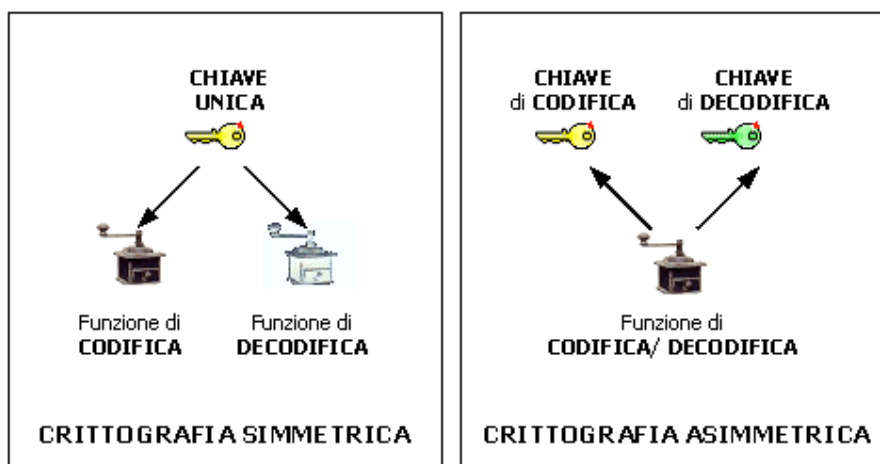 CHIAVE
UNICA
Funzione di
CODIFICA
Funzione di
DECODIFICA
CRITTOGRAFIA SIMMETRICA
CHIAVE
di CODIFICA
CHIAVE
di DECODIFICA
Funzione di
CODIFICA/ DECODIFICA
CRITTOGRAFIA ASIMMETRICA